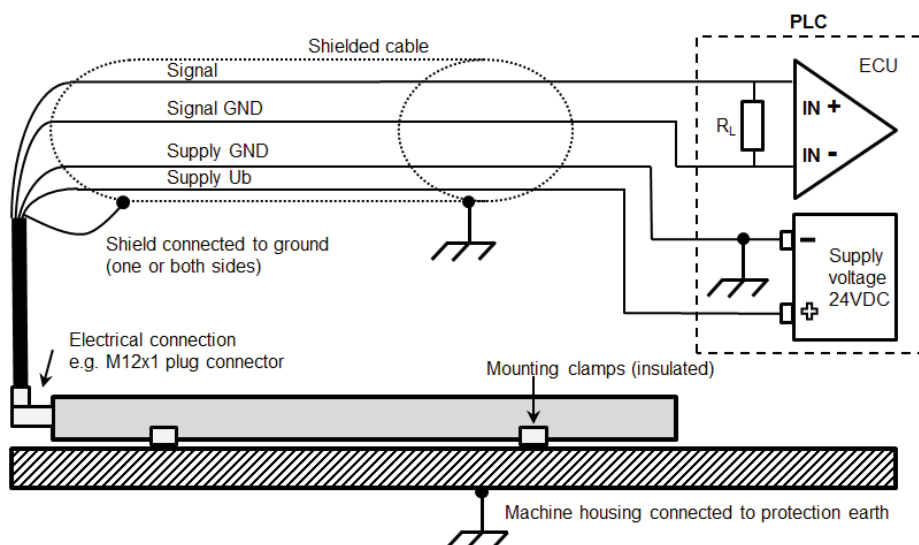 PLC
Shielded cable
ECU
Signal
Signal GND
IN +
RL
IN -
Supply GND
Supply Ub
Shield connected to ground
(one or both sides)
Supply
voltage
24VDC
Electrical connection
e.g. M12x1 plug connector
Mounting clamps (insulated)
Machine housing connected to protection earth